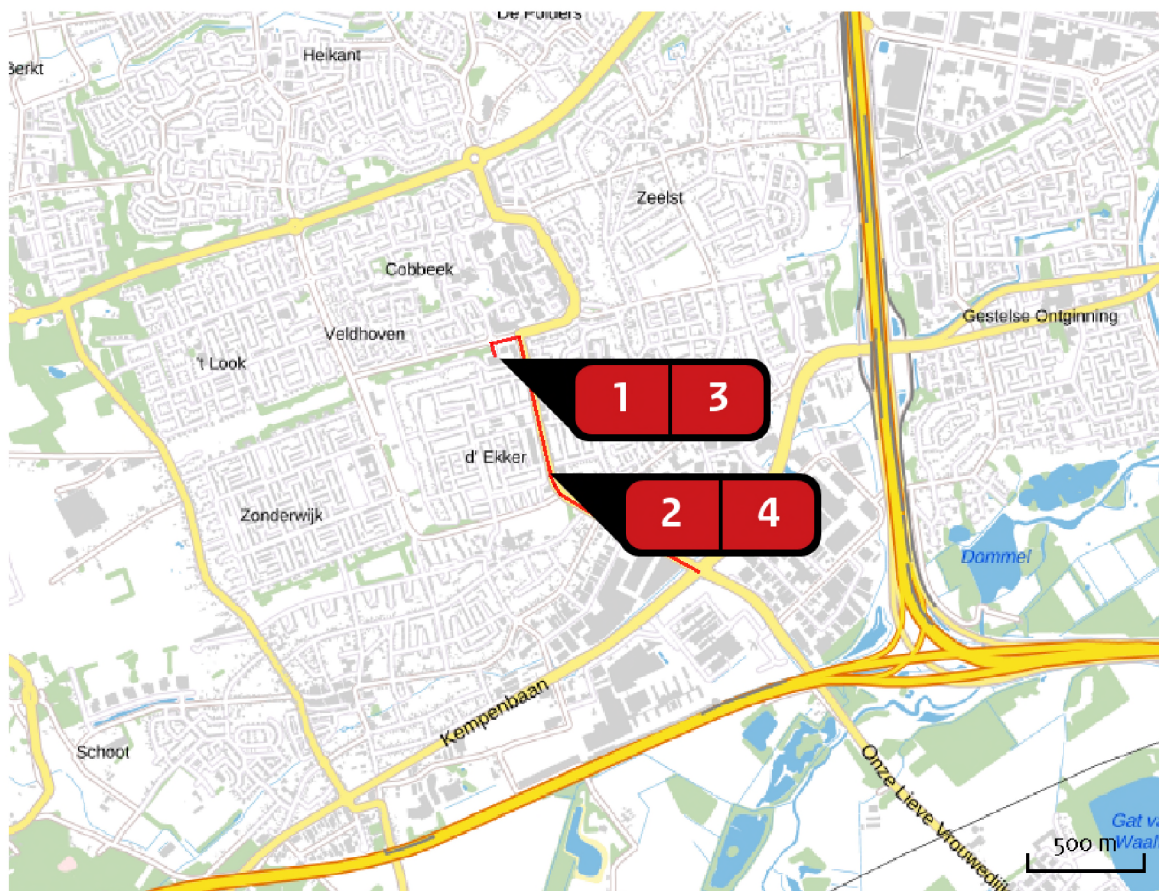 De Polders
Heikant
Berkt
Zeelst
Cobbeek
Gestelse Ontginning
Veldhoven
't Look
1 3
d' Ekker
2 4
Zonderwijk
Dommel
Kempenbaan
Schoot
Onze Lieve Vrouwedijk
Gat va
Waal
500 m